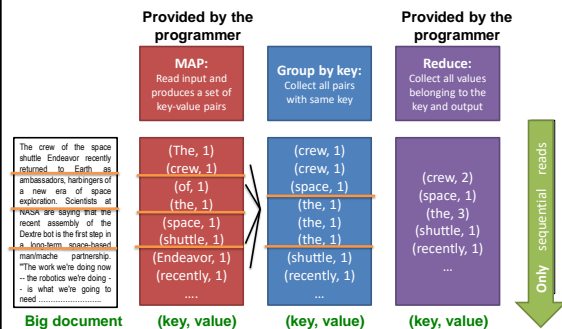 Provided by the
programmer
Provided by the
programmer
MAP:
Read input and
produces a set of
key-value pairs
Group by key:
Collect all pairs
with same key
Reduce:
Collect all values
belonging to the
key and output
The crew of the space
shuttle Endeavor recently
returned to Earth as
ambassadors, harbingers of
a new era of space
exploration. Scientists at
NASA are saying that the
recent assembly of the
Dextre bot is the first step in
a long-term space-based
man/mache partnership.
"The work we're doing now
-- the robotics we're doing -
- is what we're going to
need ........................
Big document
(The, 1)
(crew, 1)
(of, 1)
(the, 1)
(space, 1)
(shuttle, 1)
(Endeavor, 1)
(recently, 1)
....
(key, value)
(crew, 1)
(crew, 1)
(space, 1)
(the, 1)
(the, 1)
(the, 1)
(shuttle, 1)
(recently, 1)
...
(key, value)
(crew, 2)
(space, 1)
(the, 3)
(shuttle, 1)
(recently, 1)
...
(key, value)
Only sequential reads